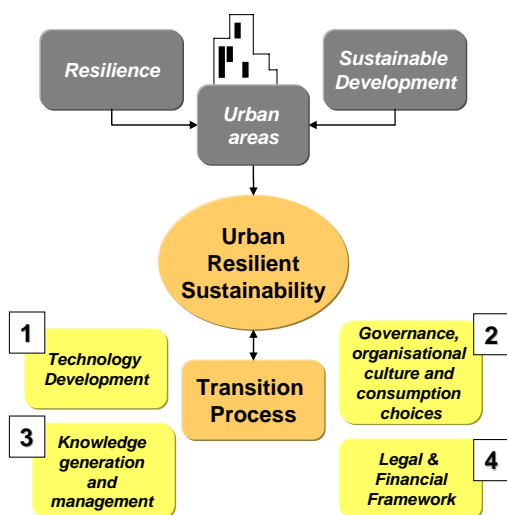 Resilience
Sustainable
Development
Urban
areas
Urban
Resilient
Sustainability
1
Technology
Development
Transition
Process
2
Governance,
organisational
culture and
consumption
choices
3
Knowledge
generation
and
management
4
Legal &
Financial
Framework